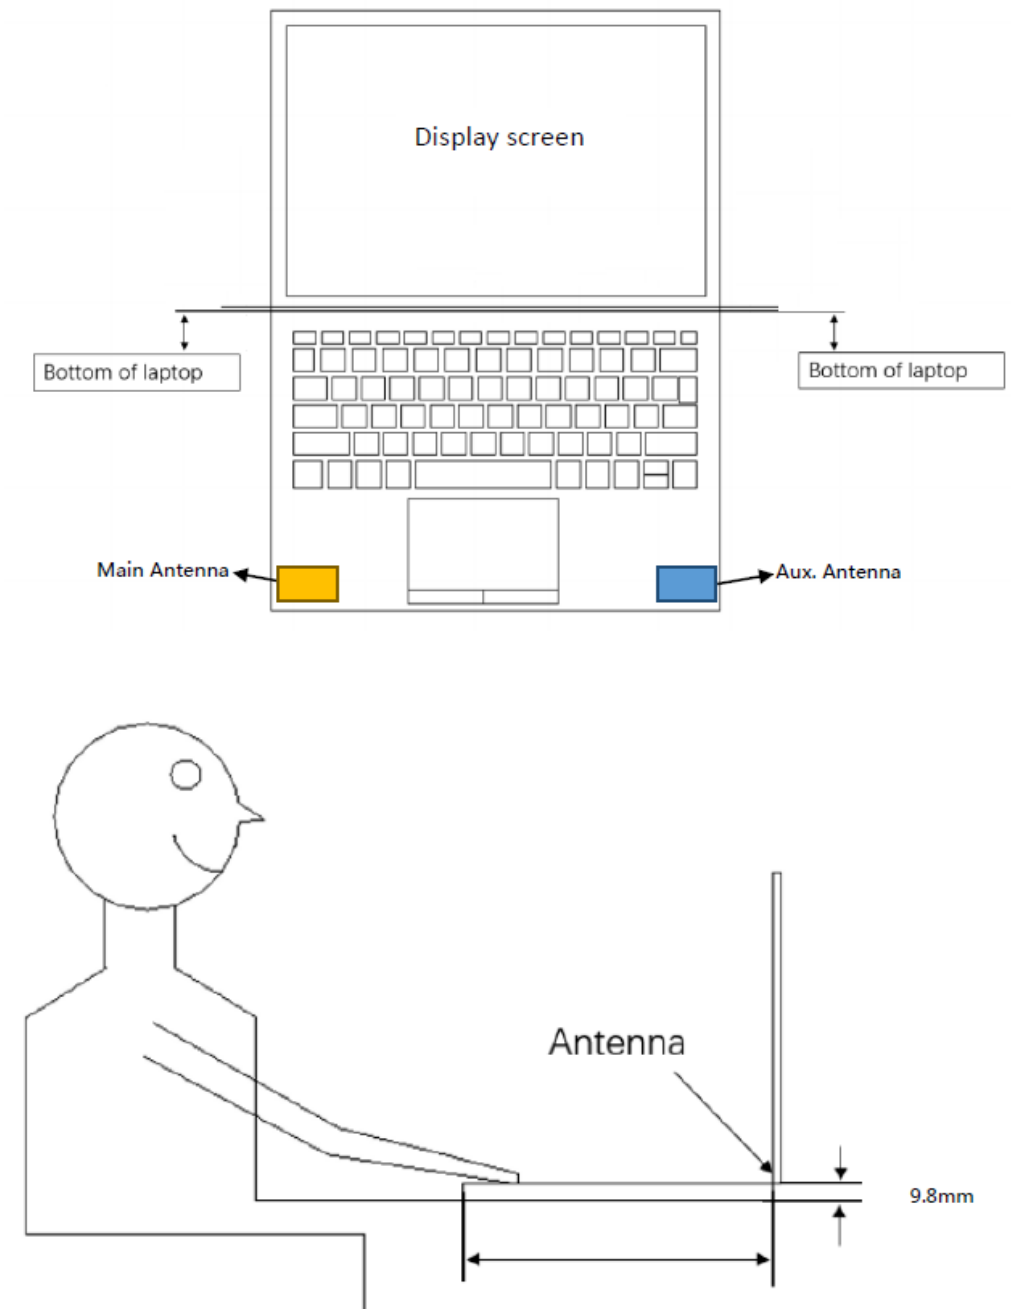 Display screen
Bottom of laptop
Bottom of laptop
Main Antenna
Aux. Antenna
Antenna
9.8mm